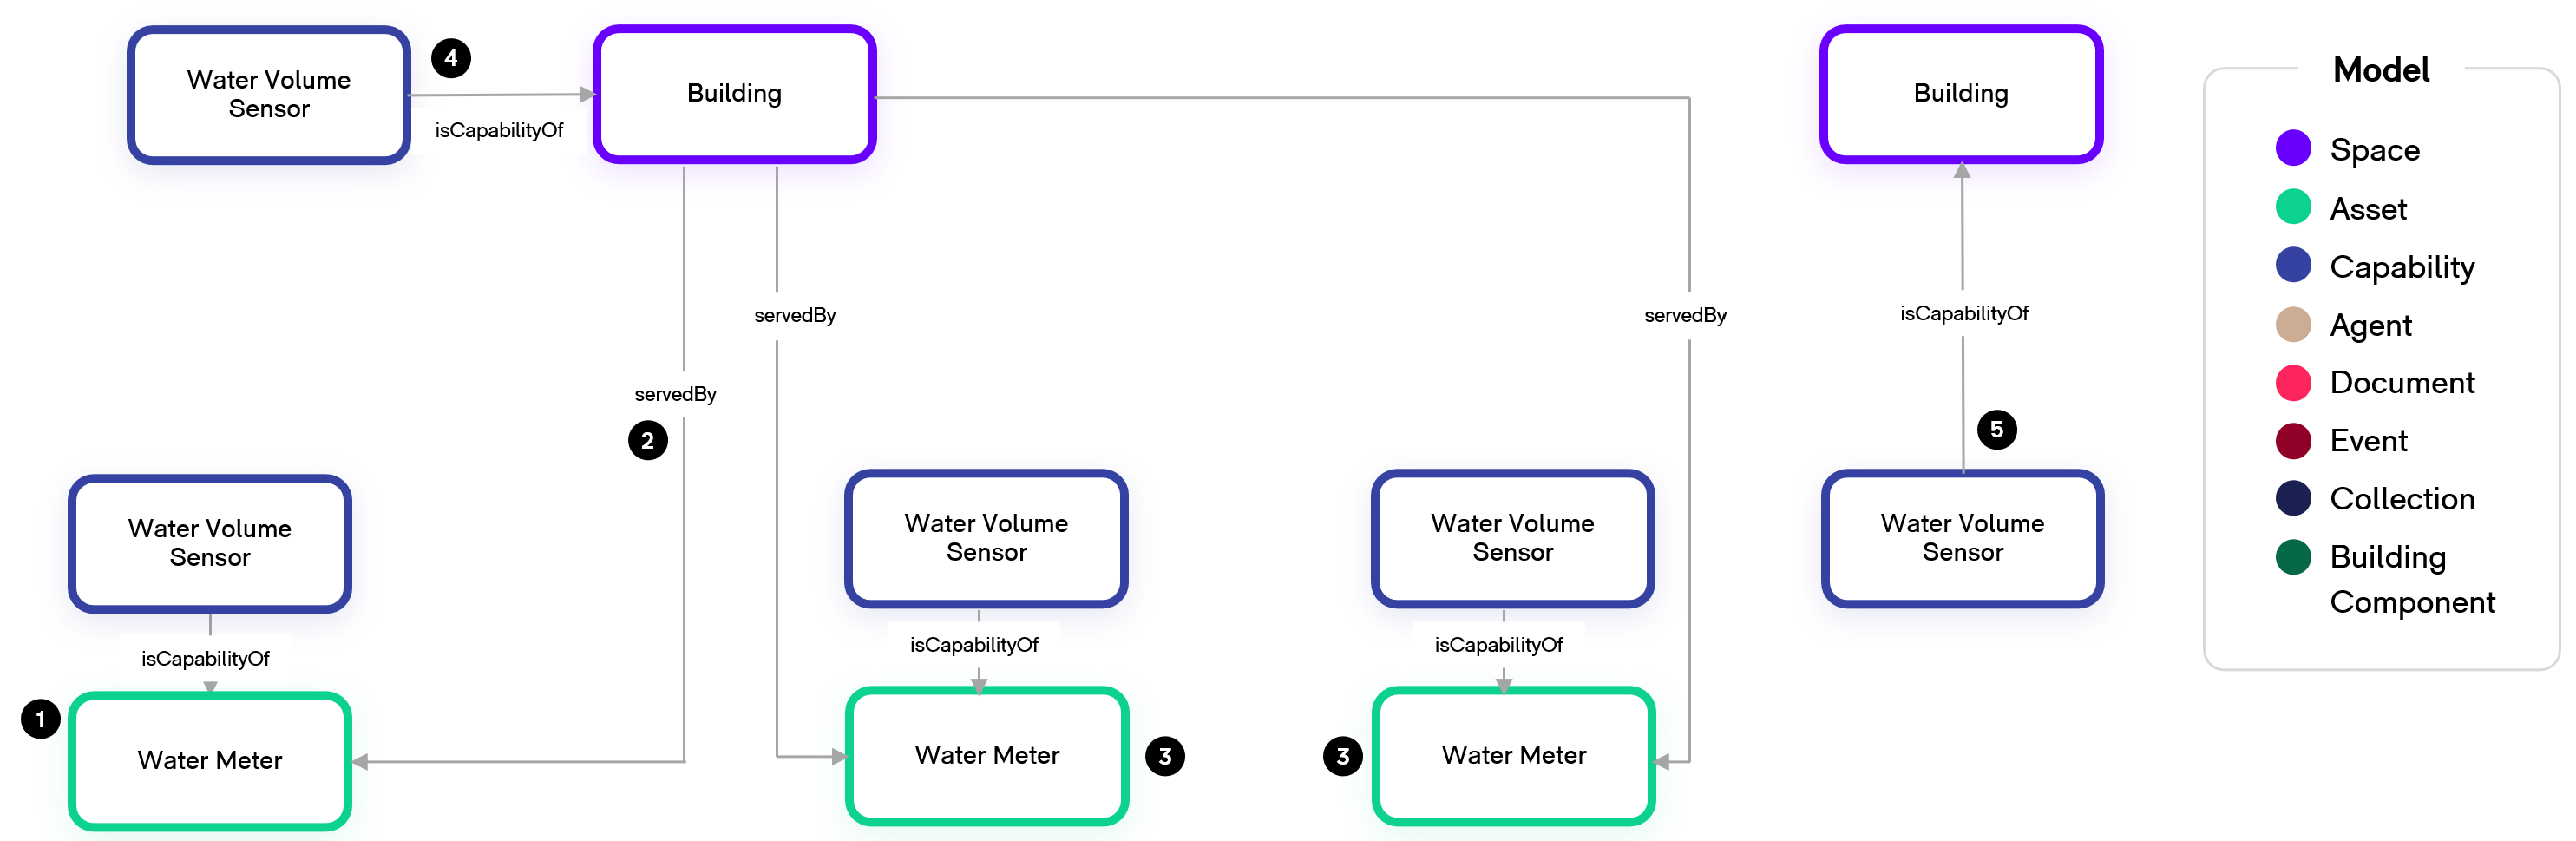 Water Volume
Sensor
4
isCapabilityOf
Building
Building
servedBy
servedBy
isCapabilityOf
servedBy
2
5
Water Volume
Sensor
Water Volume
Sensor
Water Volume
Sensor
Water Volume
Sensor
isCapabilityOf
isCapabilityOf
isCapabilityOf
1
Water Meter
Water Meter
3
3
Water Meter
Model
Space
Asset
Capability
Agent
Document
Event
Collection
Building
Component